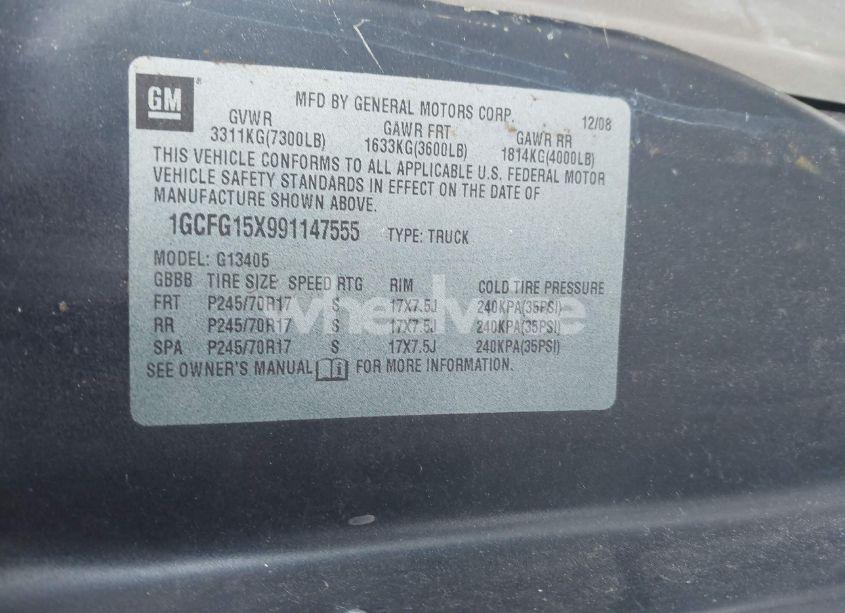 GM
MFD BY GENERAL MOTORS CORP. 12/08
GVWR GAWR FRT GAWR RR
3311KG(7300LB) 1633KG(3600LB) 1814KG(4000LB)
THIS VEHICLE CONFORMS TO ALL APPLICABLE U.S. FEDERAL MOTOR
VEHICLE SAFETY STANDARDS IN EFFECT ON THE DATE OF
MANUFACTURE SHOWN ABOVE.
1GCFG15X991147555 TYPE: TRUCK
MODEL: G13405
GBBB TIRE SIZE SPEED RTG RIM COLD TIRE PRESSURE
FRT P245/70R17 S 17X7.5J 240KPA(35PSI)
RR P245/70R17 S 17X7.5J 240KPA(35PSI)
SPA P245/70R17 S 17X7.5J 240KPA(35PSI)
SEE OWNER'S MANUAL FOR MORE INFORMATION.